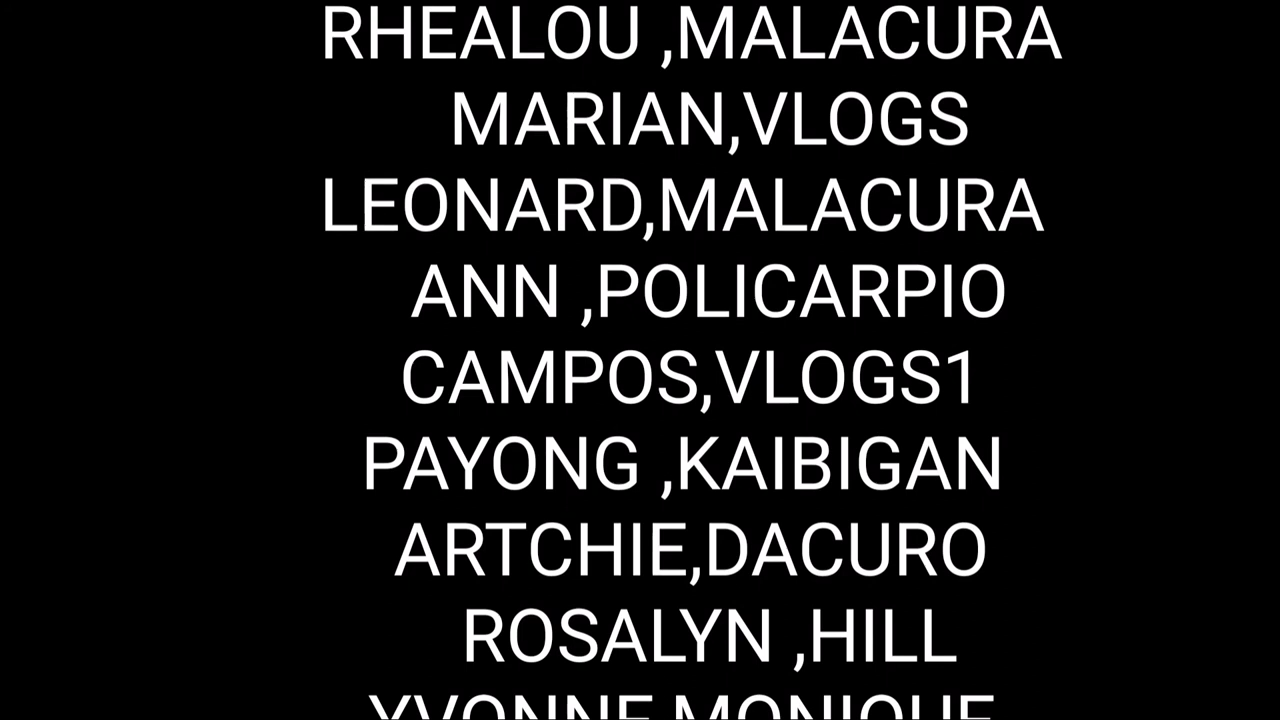 RHEALOU ,MALACURA
MARIAN,VLOGS
LEONARD,MALACURA
ANN ,POLICARPIO
CAMPOS,VLOGS1
PAYONG ,KAIBIGAN
ARTCHIE,DACURO
ROSALYN ,HILL
YVONNE,MONIQUE